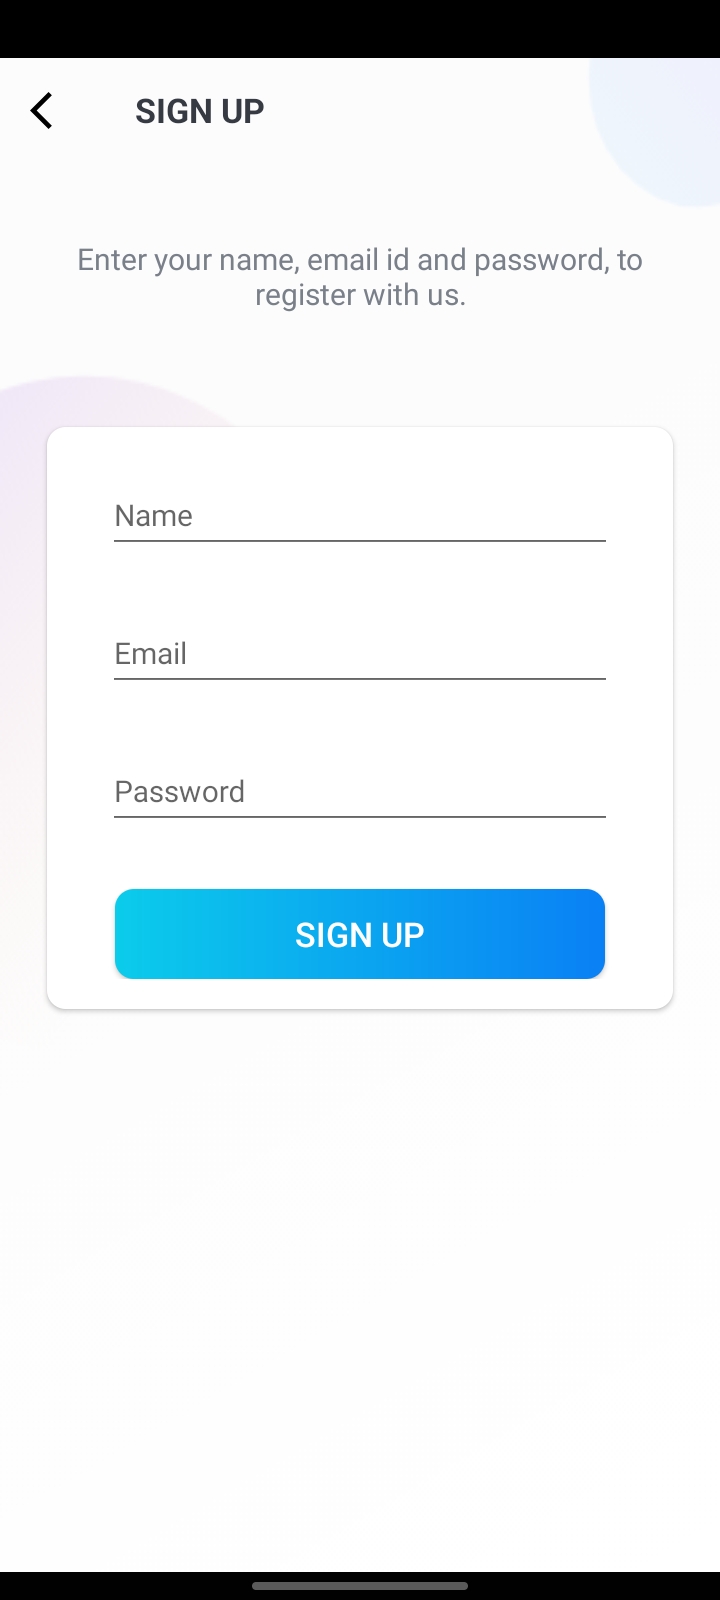 SIGN UP
Enter your name, email id and password, to
register with us.
Name
Email
Password
SIGN UP